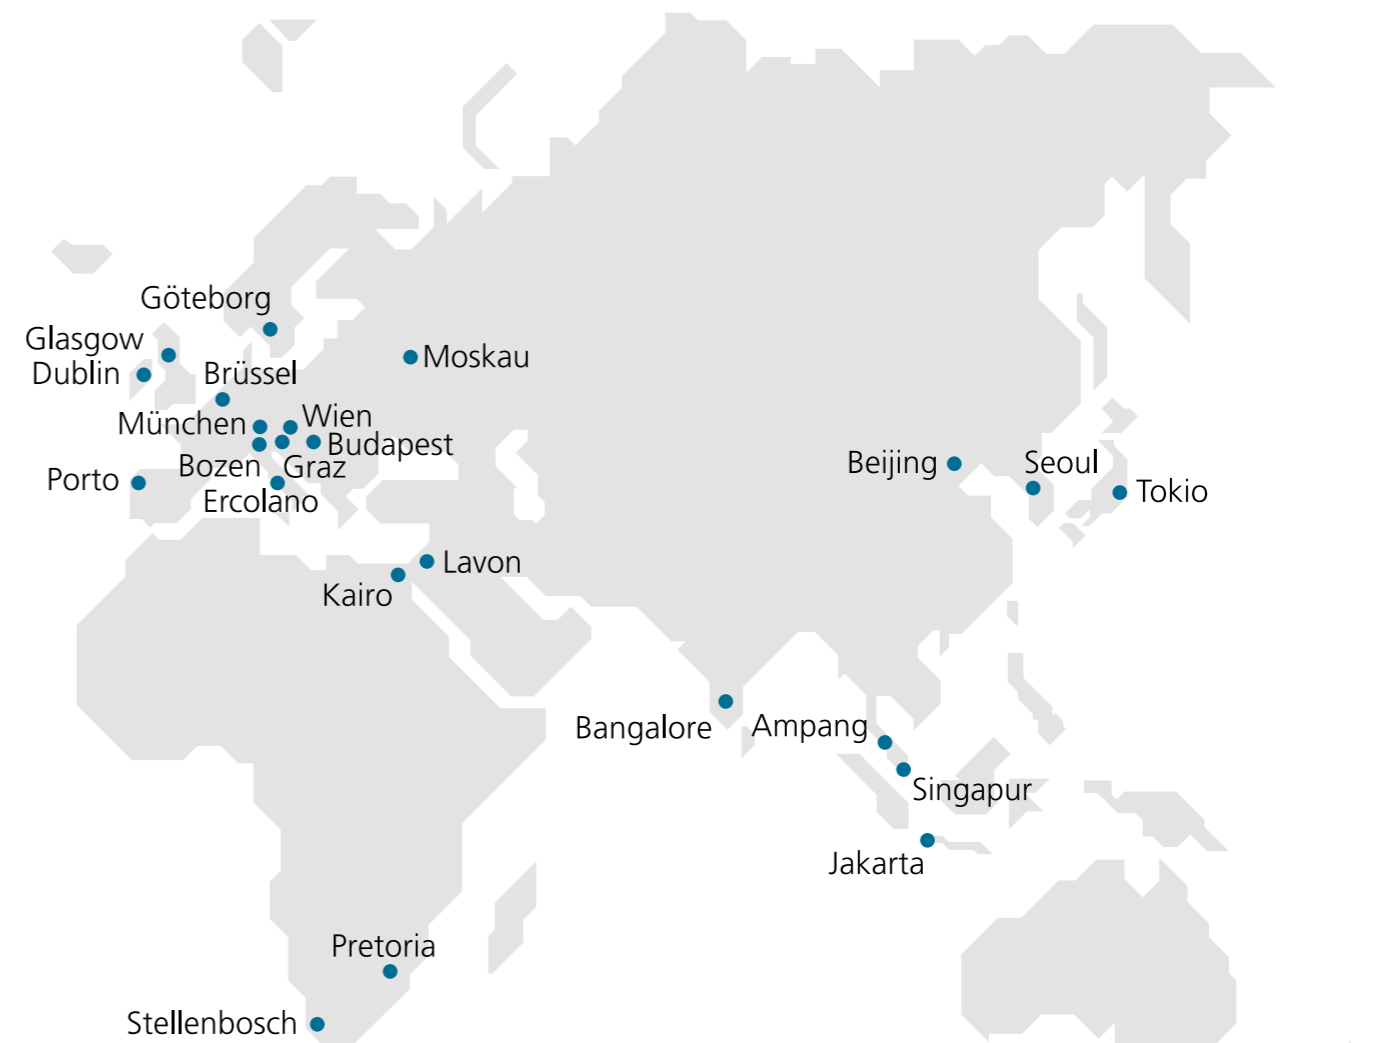 Göteborg
Glasgow
Dublin
Brüssel
Moskau
München
Wien
Budapest
Bozen
Graz
Porto
Ercolano
Beijing
Seoul
Tokio
Lavon
Kairo
Bangalore
Ampang
Singapur
Jakarta
Pretoria
Stellenbosch